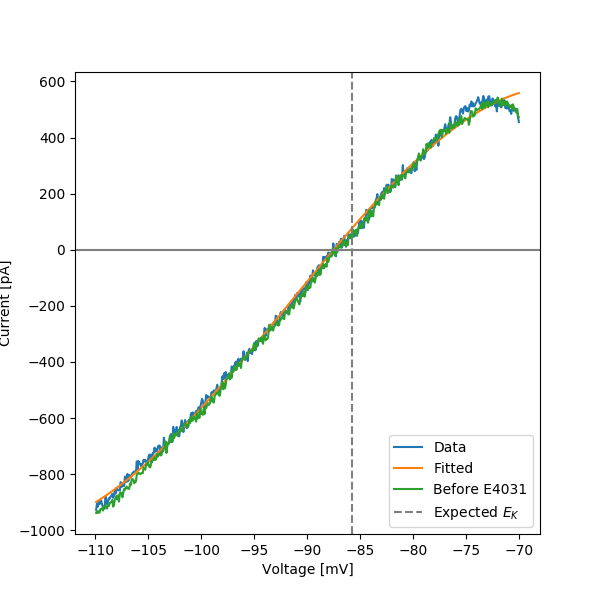 600
400
200
0
−200
−400
−600
−800
−1000
Current [pA]
Data
Fitted
Before E4031
Expected E_K
−110 −105 −100 −95 −90 −85 −80 −75 −70
Voltage [mV]